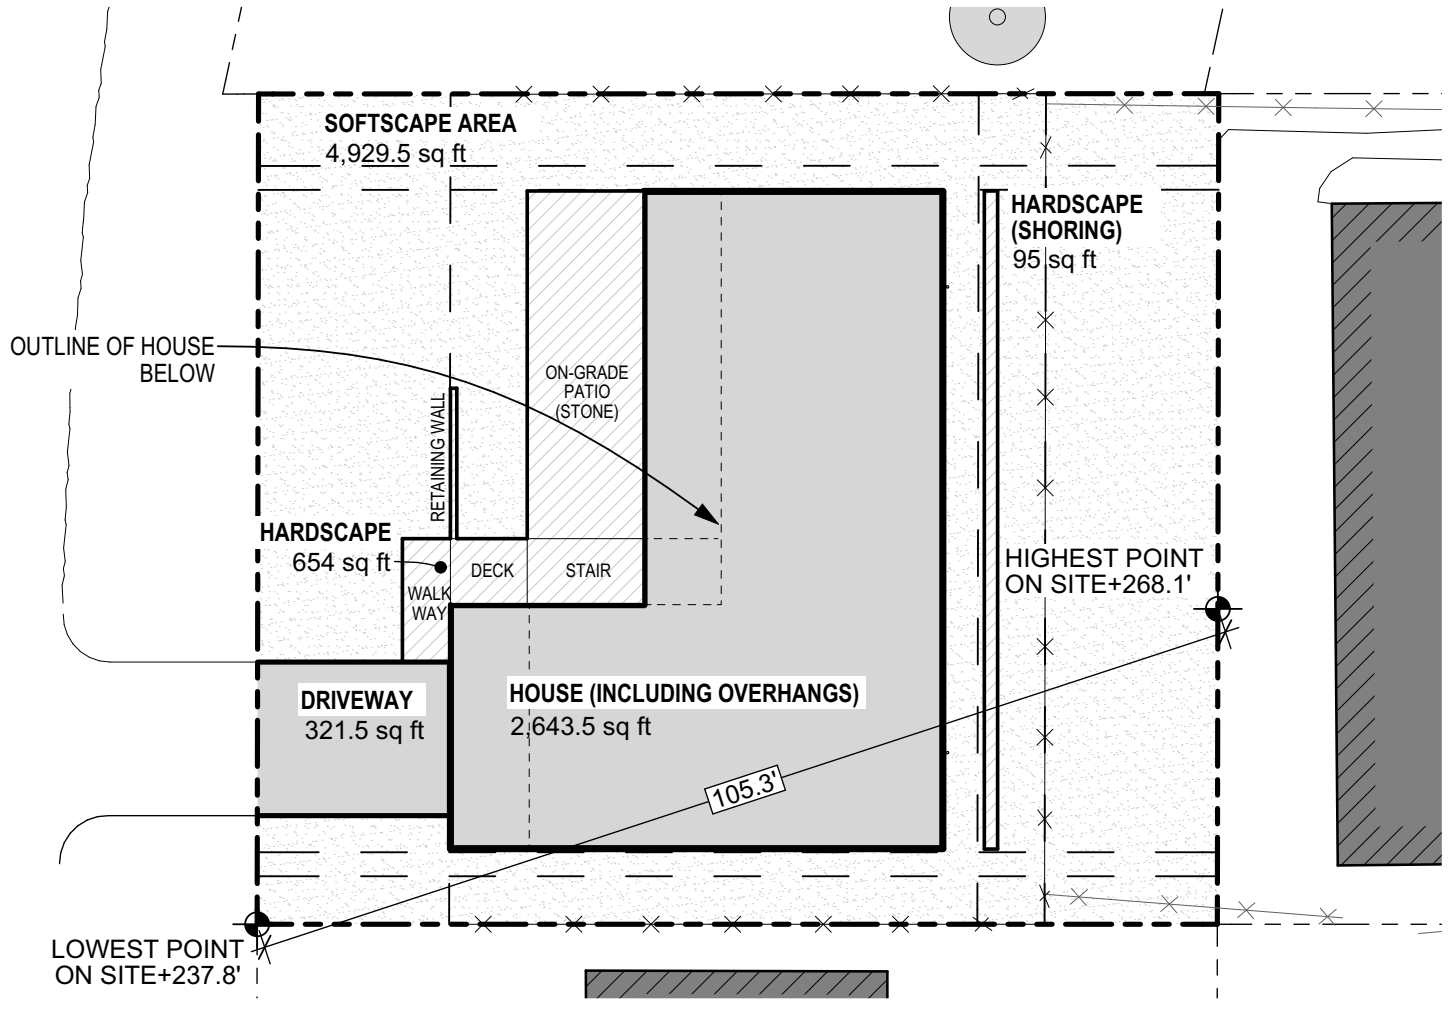 SOFTSCAPE AREA
4,929.5 sq ft
HARDSCAPE
(SHORING)
95 sq ft
OUTLINE OF HOUSE
BELOW
ON-GRADE
PATIO
(STONE)
RETAINING WALL
HARDSCAPE
654 sq ft
DECK
STAIR
WALK
WAY
HIGHEST POINT
ON SITE+268.1'
DRIVEWAY
321.5 sq ft
HOUSE (INCLUDING OVERHANGS)
2,643.5 sq ft
105.3'
LOWEST POINT
ON SITE+237.8'